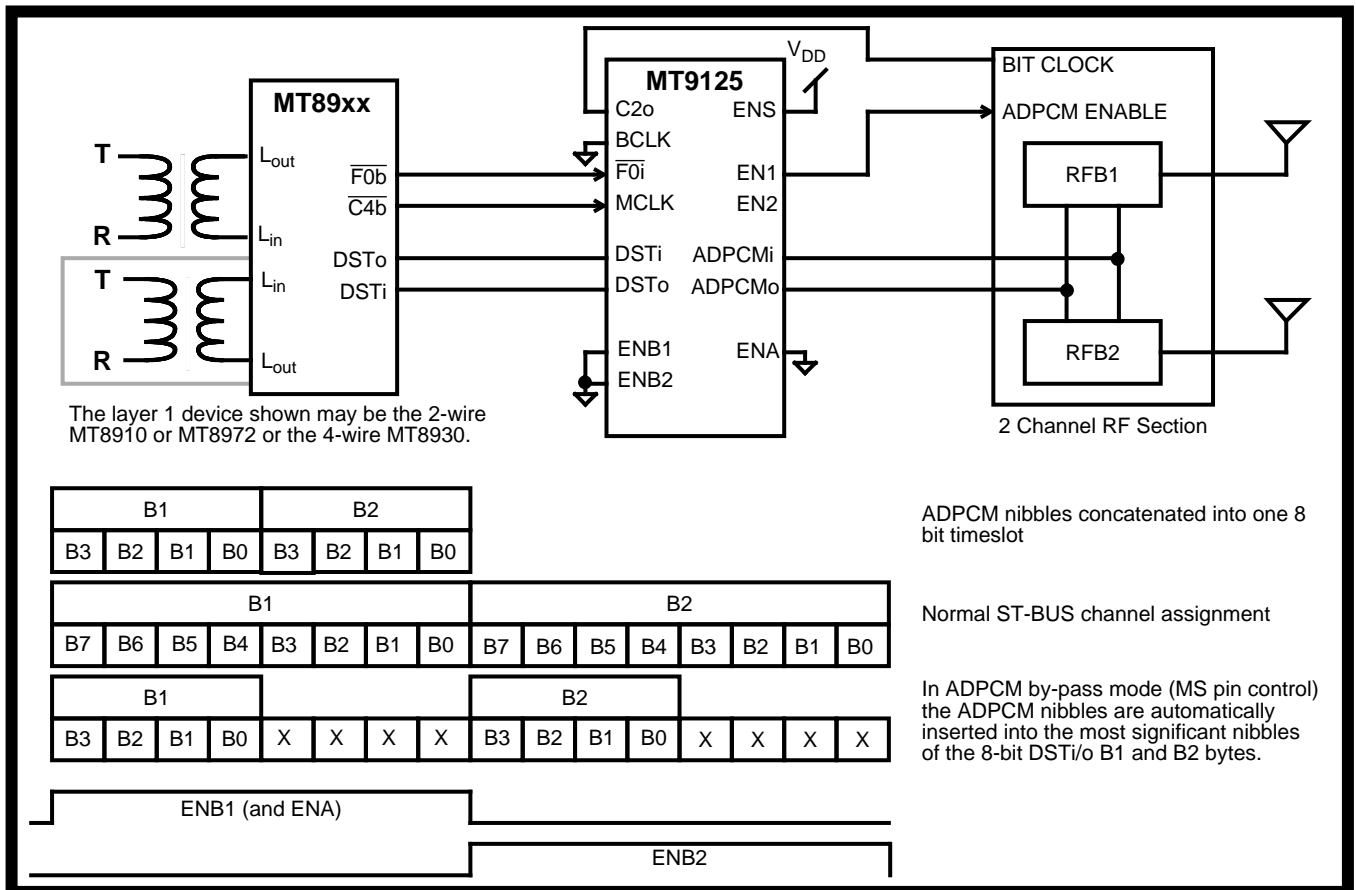 MT89xx
T
R
T
R
Lout
Lin
Lin
Lout
F0b
C4b
DSTo
DSTi
MT9125
C2o
BCLK
F0i
MCLK
DSTi
DSTo
ENB1
ENB2
ENS
EN1
EN2
ADPCMi
ADPCMo
ENA
VDD
BIT CLOCK
ADPCM ENABLE
RFB1
RFB2
2 Channel RF Section
The layer 1 device shown may be the 2-wire
MT8910 or MT8972 or the 4-wire MT8930.
B1 B2
B3 B2 B1 B0 B3 B2 B1 B0
ADPCM nibbles concatenated into one 8
bit timeslot
B1 B2
B7 B6 B5 B4 B3 B2 B1 B0 B7 B6 B5 B4 B3 B2 B1 B0
Normal ST-BUS channel assignment
B1 B2
B3 B2 B1 B0 X X X X B3 B2 B1 B0 X X X X
In ADPCM by-pass mode (MS pin control)
the ADPCM nibbles are automatically
inserted into the most significant nibbles
of the 8-bit DSTi/o B1 and B2 bytes.
ENB1 (and ENA)
ENB2